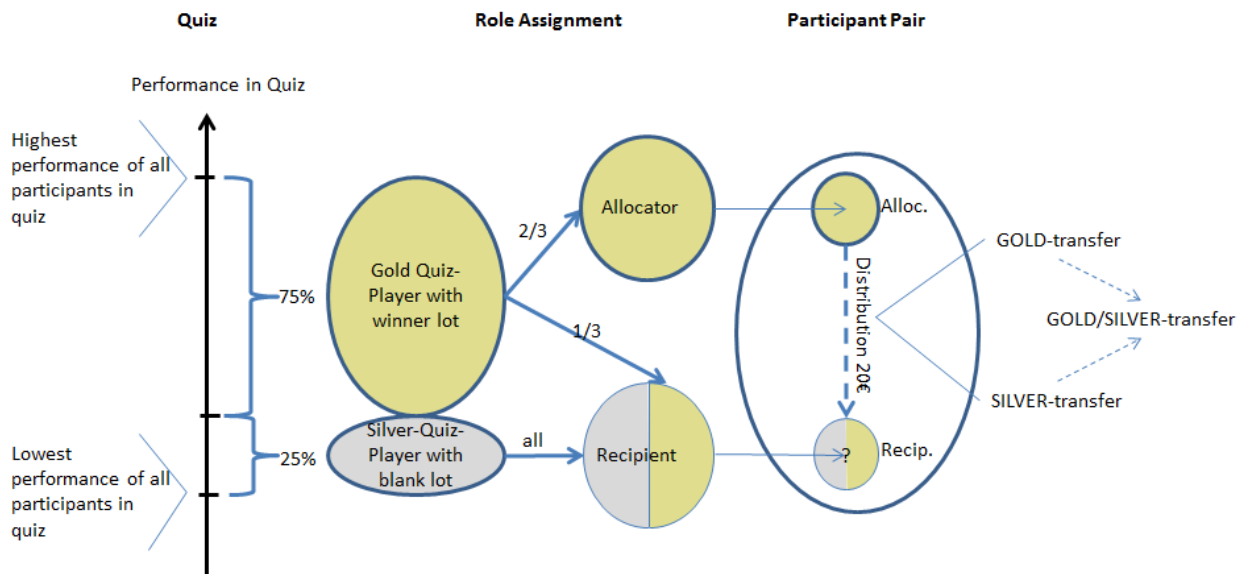 Quiz
Role Assignment
Participant Pair
Performance in Quiz
Highest
performance of all
participants in
quiz
75%
Gold Quiz-
Player with
winner lot
2/3
1/3
Allocator
Alloc.
Distribution 20€
GOLD-transfer
GOLD/SILVER-transfer
SILVER-transfer
Lowest
performance of all
participants in
quiz
25%
Silver-Quiz-
Player with
blank lot
all
Recipient
?
Recip.